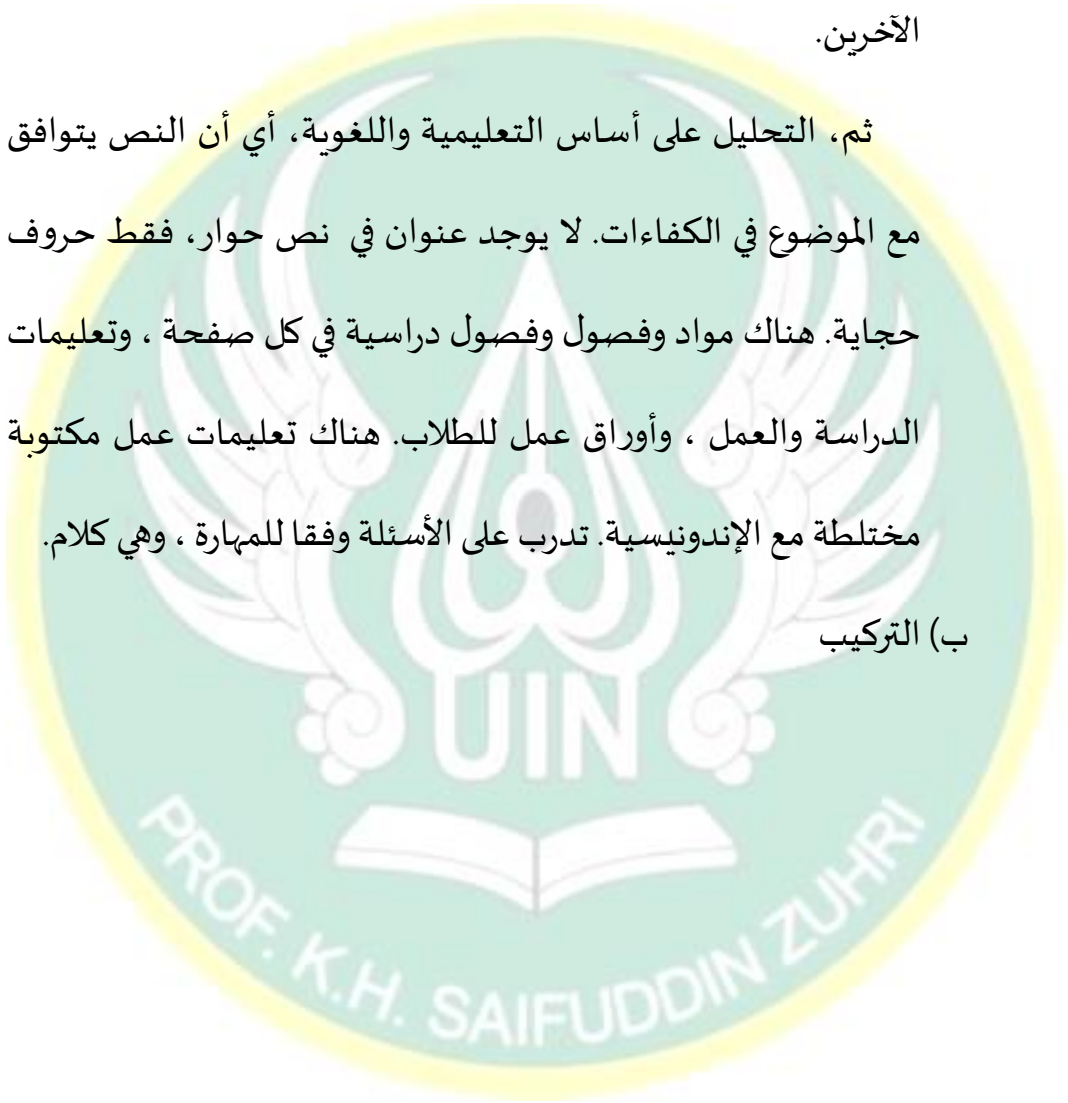 الآخرين.
ثم، التحليل على أساس التعليمية واللغوية، أي أن النص يتوافق
مع الموضوع في الكفاءات. لا يوجد عنوان في نص حوار، فقط حروف
حجاية. هناك مواد وفصول وفصول دراسية في كل صفحة ، وتعليمات
الدراسة والعمل ، وأوراق عمل للطلاب. هناك تعليمات عمل مكتوبة
مختلطة مع الإندونيسية. تدرب على الأسئلة وفقا للمهارة ، وهي كلام.
ب) التركيب
UIN
PROF. K.H. SAIFUDDIN ZUHRI